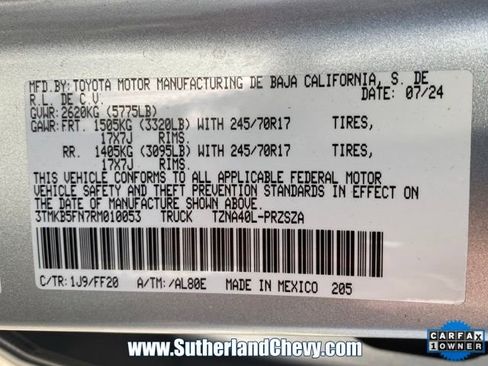 MFD.BY:TOYOTA MOTOR MANUFACTURING DE BAJA CALIFORNIA, S. DE
R.L. DE C.V. DATE: 07/24
GVWR:2620KG (5775LB)
GAWR:FRT. 1505KG (3320LB) WITH 245/70R17 TIRES,
17X7J RIMS.
RR. 1405KG (3095LB) WITH 245/70R17 TIRES,
17X7J RIMS.
THIS VEHICLE CONFORMS TO ALL APPLICABLE FEDERAL MOTOR
VEHICLE SAFETY AND THEFT PREVENTION STANDARDS IN EFFECT ON
THE DATE OF MANUFACTURE SHOWN ABOVE.
3TMKB5FN7RM010053 TRUCK TZNA40L-PRZSZA
C/TR:1J9/FF20 A/TM:/AL80E MADE IN MEXICO 205
www.SutherlandChevy.com
CARFAX
1 OWNER